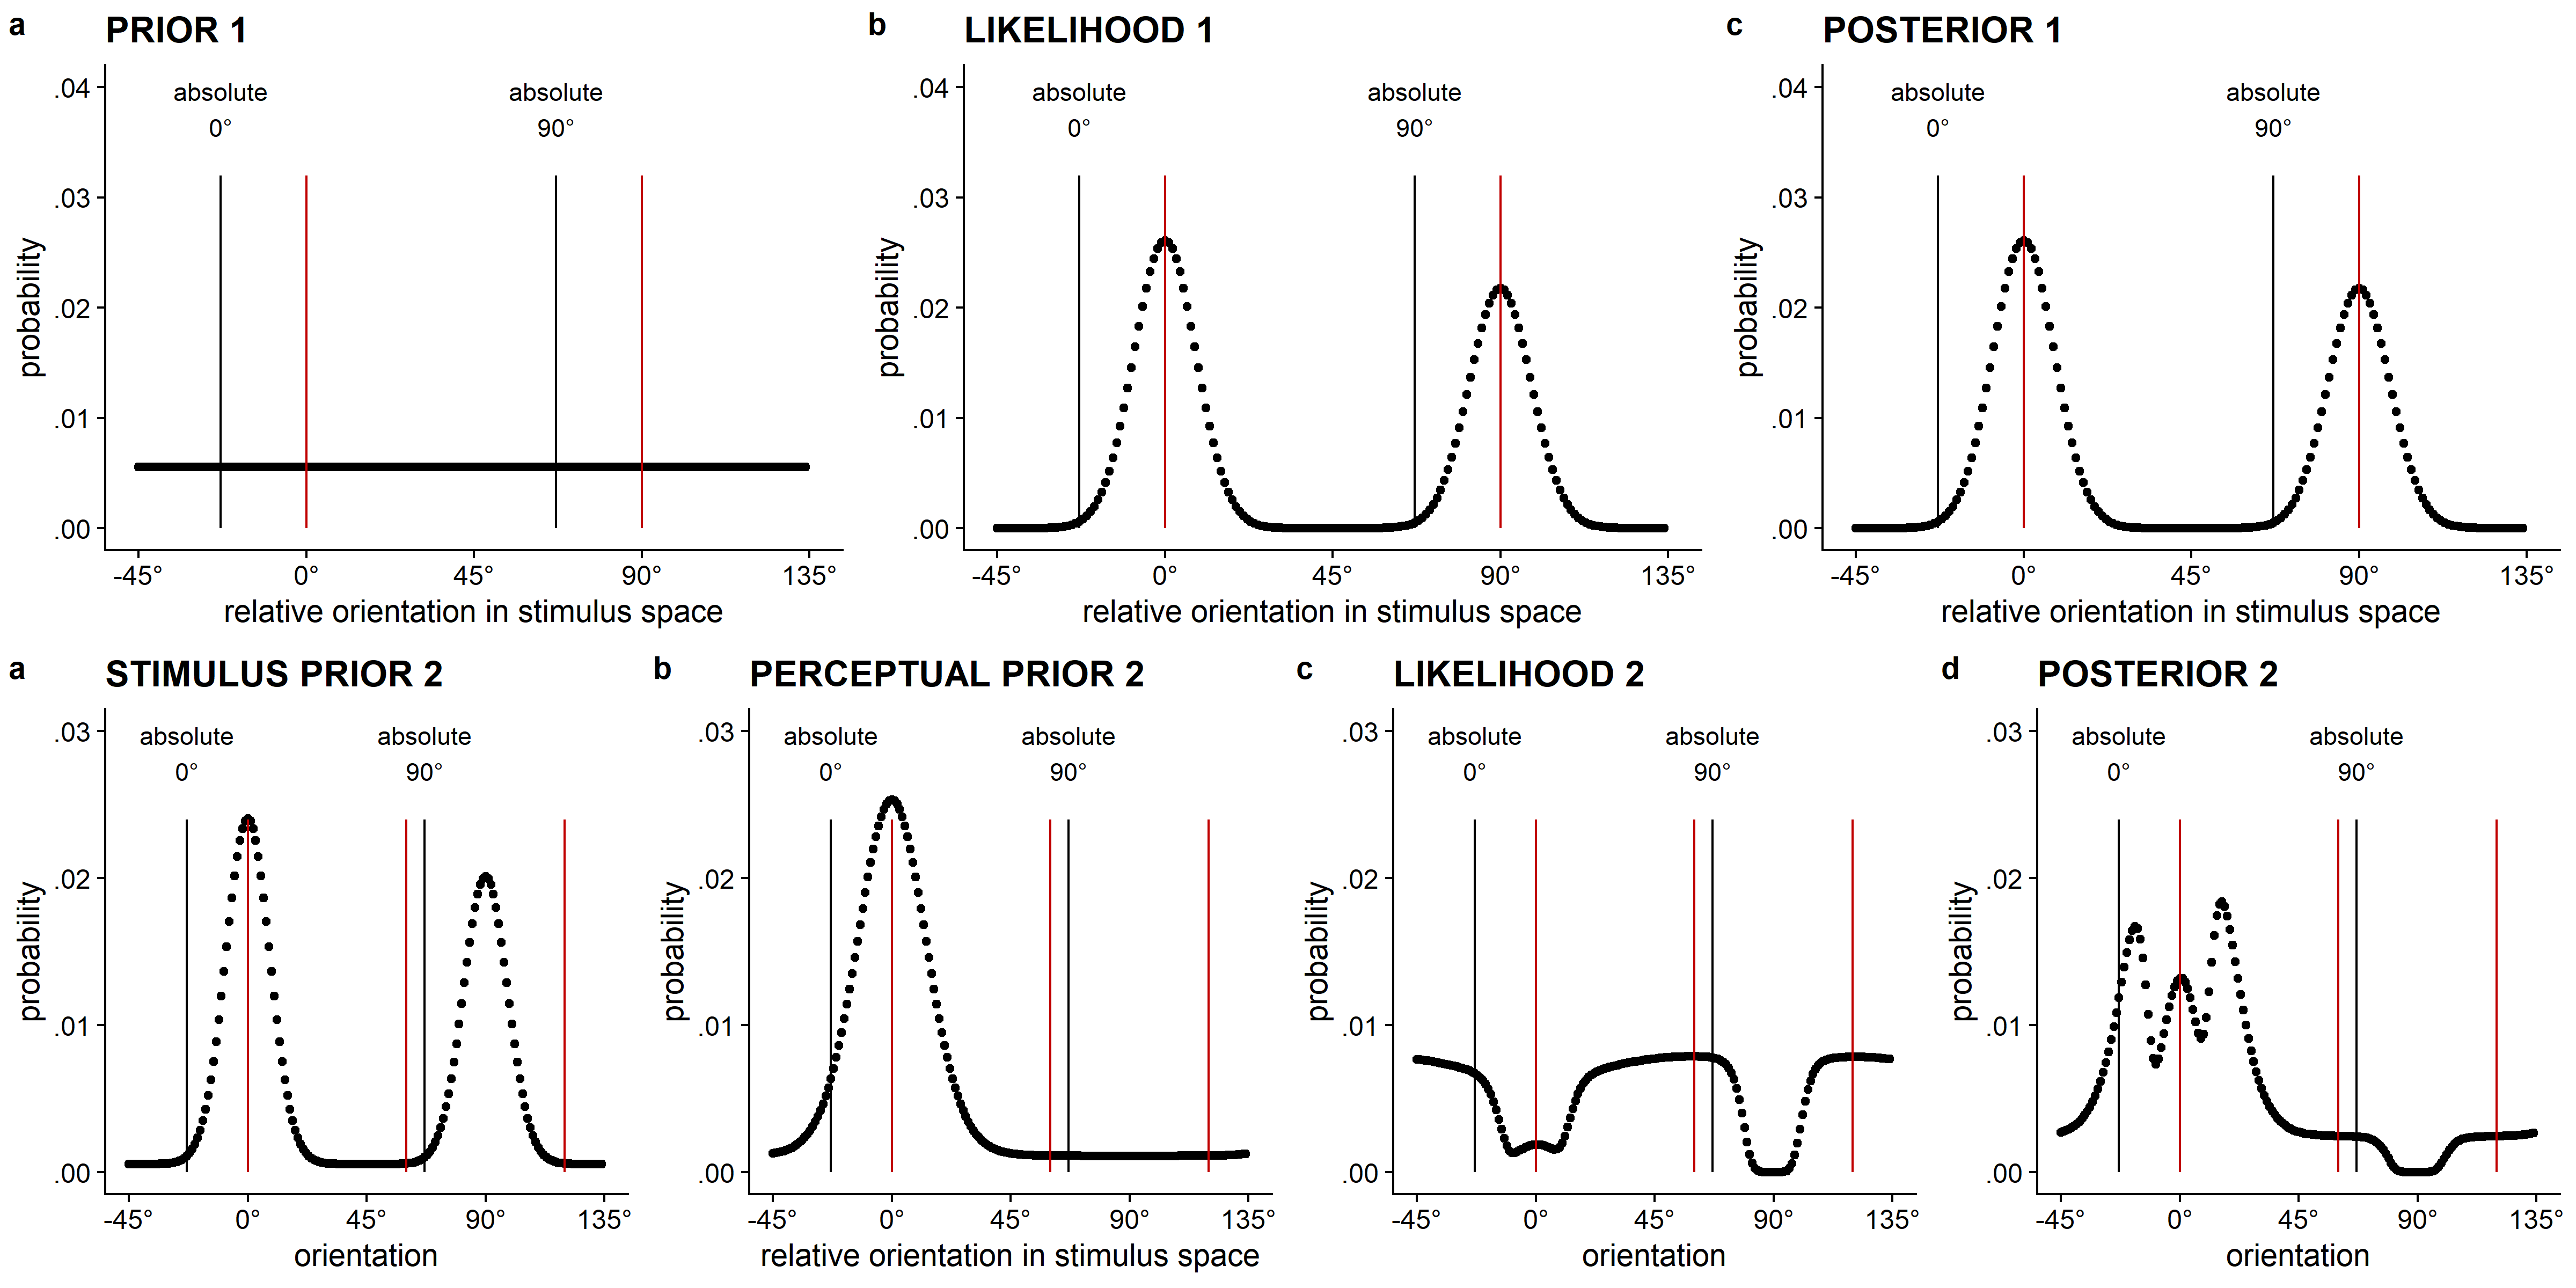 a PRIOR 1
absolute 0°
absolute 90°
probability
.04
.03
.02
.01
.00
-45° 0° 45° 90° 135°
relative orientation in stimulus space
b LIKELIHOOD 1
absolute 0°
absolute 90°
probability
.04
.03
.02
.01
.00
-45° 0° 45° 90° 135°
relative orientation in stimulus space
c POSTERIOR 1
absolute 0°
absolute 90°
probability
.04
.03
.02
.01
.00
-45° 0° 45° 90° 135°
relative orientation in stimulus space
a STIMULUS PRIOR 2
absolute 0°
absolute 90°
probability
.03
.02
.01
.00
-45° 0° 45° 90° 135°
orientation
b PERCEPTUAL PRIOR 2
absolute 0°
absolute 90°
probability
.03
.02
.01
.00
-45° 0° 45° 90° 135°
relative orientation in stimulus space
c LIKELIHOOD 2
absolute 0°
absolute 90°
probability
.03
.02
.01
.00
-45° 0° 45° 90° 135°
orientation
d POSTERIOR 2
absolute 0°
absolute 90°
probability
.03
.02
.01
.00
-45° 0° 45° 90° 135°
orientation